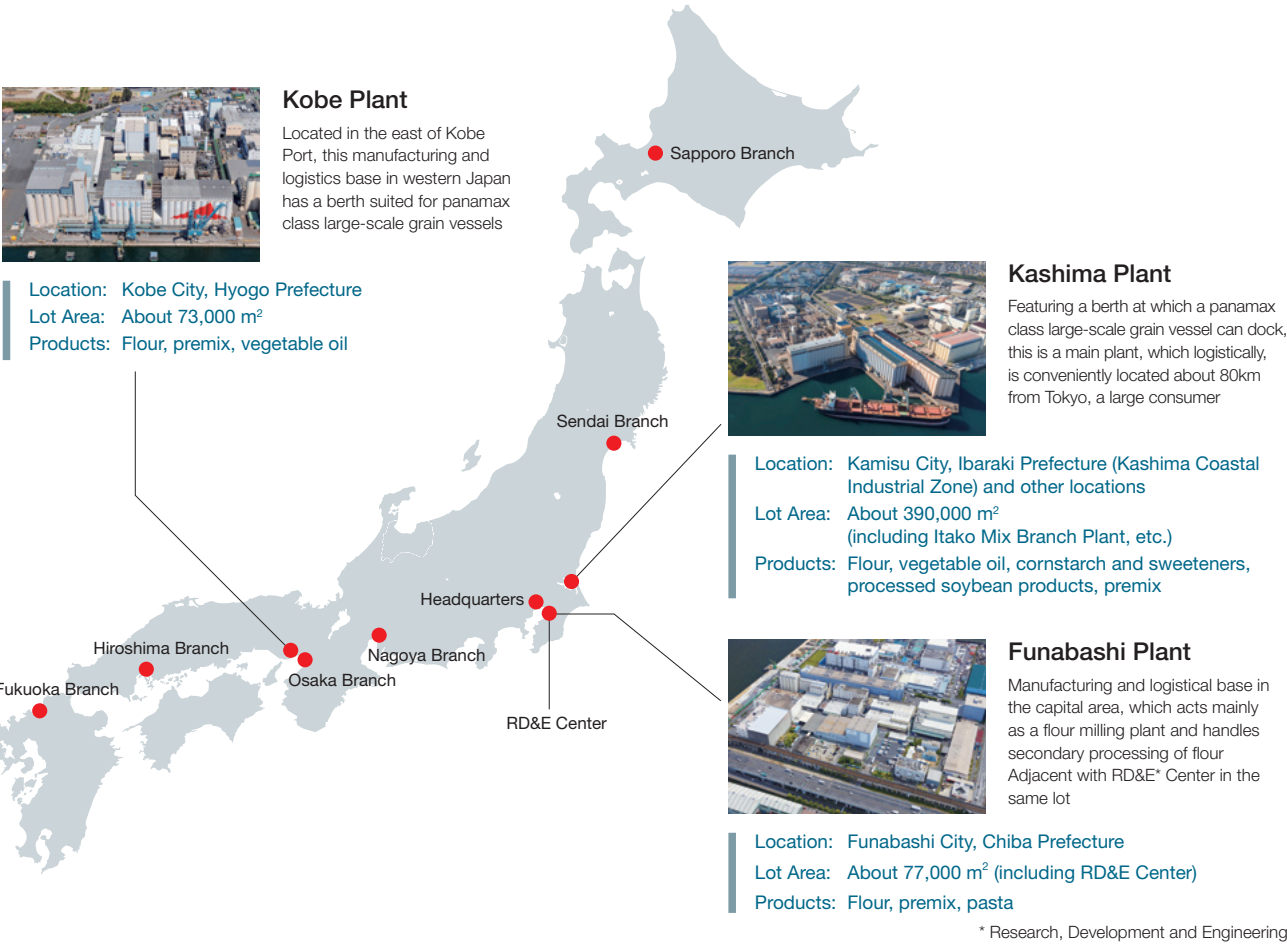 Kobe Plant
Located in the east of Kobe
Port, this manufacturing and
logistics base in western Japan
has a berth suited for panamax
class large-scale grain vessels
Location: Kobe City, Hyogo Prefecture
Lot Area: About 73,000 m²
Products: Flour, premix, vegetable oil
Sapporo Branch
Sendai Branch
Headquarters
Nagoya Branch
Osaka Branch
Hiroshima Branch
Fukuoka Branch
RD&E Center
Kashima Plant
Featuring a berth at which a panamax
class large-scale grain vessel can dock,
this is a main plant, which logistically,
is conveniently located about 80km
from Tokyo, a large consumer
Location: Kamisu City, Ibaraki Prefecture (Kashima Coastal
Industrial Zone) and other locations
Lot Area: About 390,000 m²
(including Itako Mix Branch Plant, etc.)
Products: Flour, vegetable oil, cornstarch and sweeteners,
processed soybean products, premix
Funabashi Plant
Manufacturing and logistical base in
the capital area, which acts mainly
as a flour milling plant and handles
secondary processing of flour
Adjacent with RD&E* Center in the
same lot
Location: Funabashi City, Chiba Prefecture
Lot Area: About 77,000 m² (including RD&E Center)
Products: Flour, premix, pasta
* Research, Development and Engineering